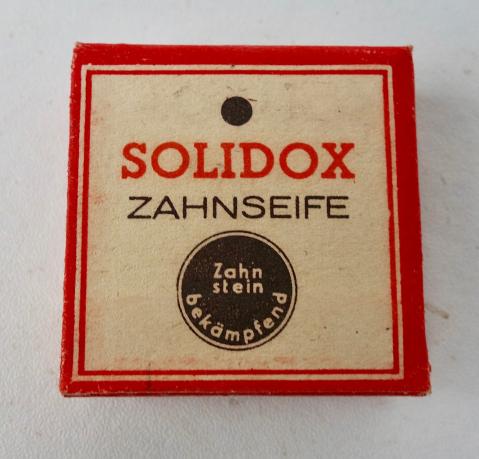 SOLIDOX
ZAHNSEIFE
Zahn
stein
bekämpfend